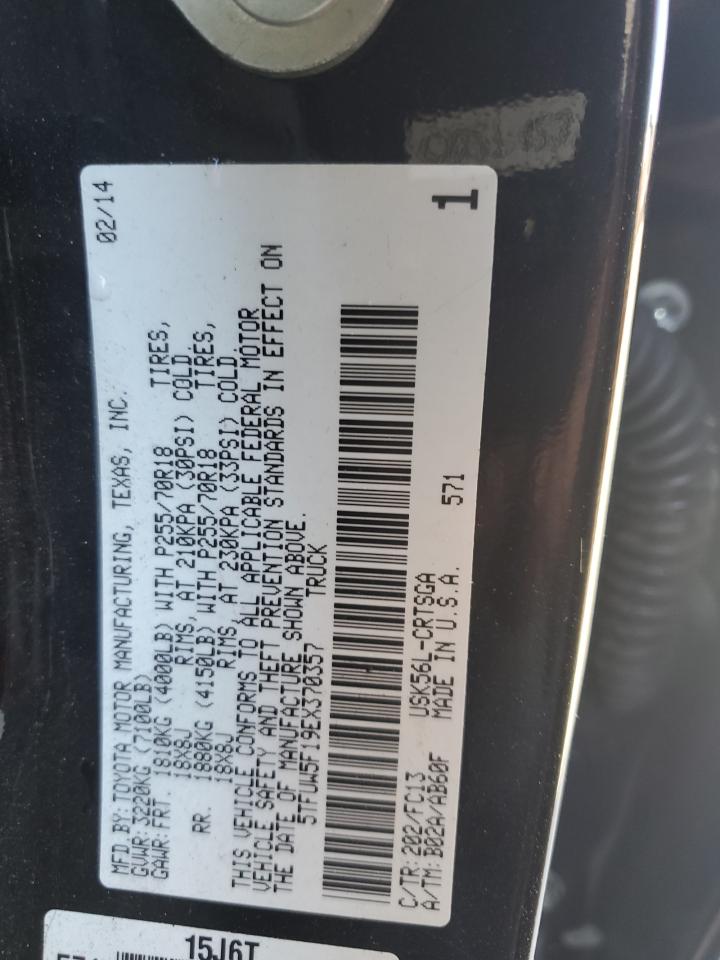 MFD.BY:TOYOTA MOTOR MANUFACTURING, TEXAS, INC. 02/14
GVWR:3220KG(7100LB)
GAWR:FRT. 1810KG (4000LB) WITH P255/70R18 TIRES,
18X8J RIMS, AT 210KPA (30PSI) COLD.
RR. 1880KG (4150LB) WITH P255/70R18 TIRES,
18X8J RIMS, AT 230KPA (33PSI) COLD.
THIS VEHICLE CONFORMS TO ALL APPLICABLE FEDERAL MOTOR
VEHICLE SAFETY AND THEFT PREVENTION STANDARDS IN EFFECT ON
THE DATE OF MANUFACTURE SHOWN ABOVE.
5TFUW5F19EX370357 TRUCK
C/TR:202/FC13 USK56L-CRTSGA 571
A/TM:B02A/AB60F MADE IN U.S.A. 1
15J6T